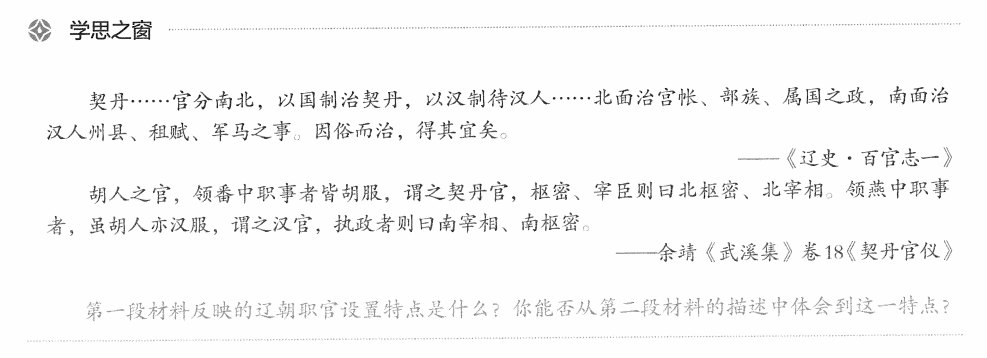 学思之窗
契丹……官分南北，以国制治契丹，以汉制待汉人……北面治宫帐、部族、属国之政，南面治
汉人州县、租赋、军马之事。因俗而治，得其宜矣。
——《辽史·百官志一》
胡人之官，领番中职事者皆胡服，谓之契丹官，枢密、宰臣则曰北枢密、北宰相。领燕中职事
者，虽胡人亦汉服，谓之汉官，执政者则曰南宰相、南枢密。
——余靖《武溪集》卷18《契丹官仪》
第一段材料反映的辽朝职官设置特点是什么？你能否从第二段材料的描述中体会到这一特点？